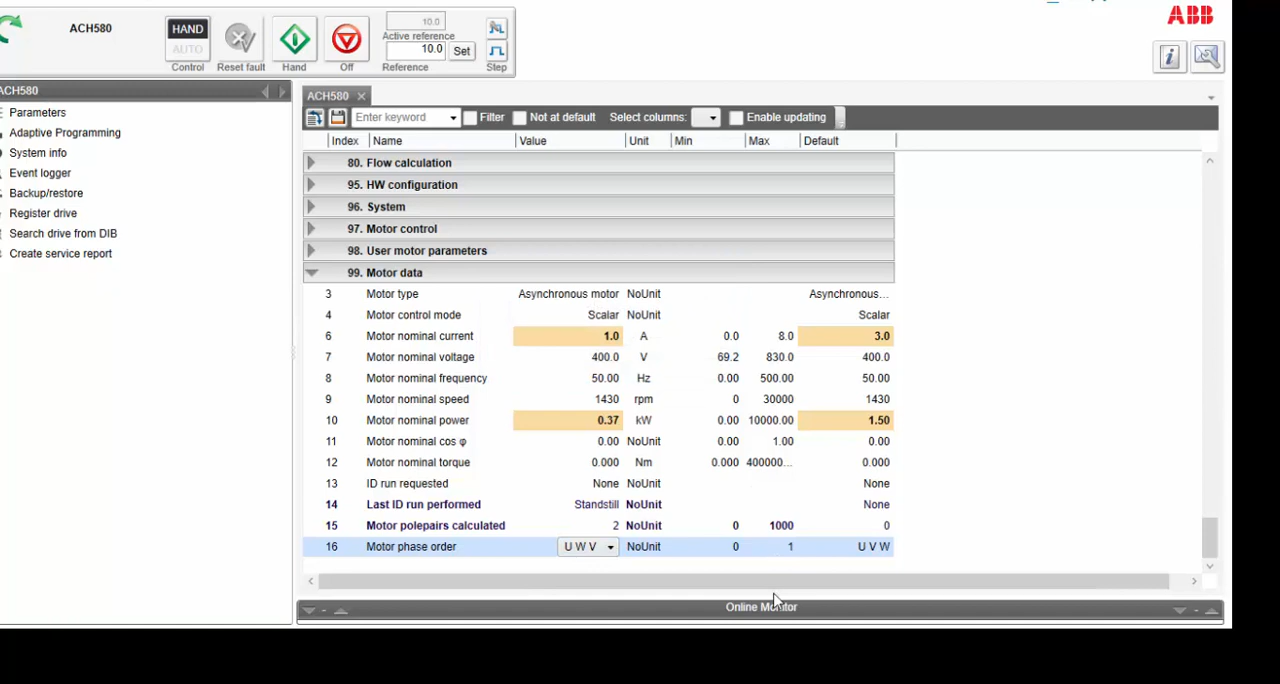 ABB
ACH580
HAND
AUTO
Control
Reset fault
Hand
Off
10.0
Active reference
10.0 Set
Reference
Step
ACH580
Parameters
Adaptive Programming
System info
Event logger
Backup/restore
Register drive
Search drive from DIB
Create service report
ACH580
Enter keyword Filter Not at default Select columns: Enable updating
Index Name Value Unit Min Max Default
80. Flow calculation
95. HW configuration
96. System
97. Motor control
98. User motor parameters
99. Motor data
3 Motor type Asynchronous motor NoUnit Asynchronous...
4 Motor control mode Scalar NoUnit Scalar
6 Motor nominal current 1.0 A 0.0 8.0 3.0
7 Motor nominal voltage 400.0 V 69.2 830.0 400.0
8 Motor nominal frequency 50.00 Hz 0.00 500.00 50.00
9 Motor nominal speed 1430 rpm 0 30000 1430
10 Motor nominal power 0.37 kW 0.00 10000.00 1.50
11 Motor nominal cos φ 0.00 NoUnit 0.00 1.00 0.00
12 Motor nominal torque 0.000 Nm 0.000 400000... 0.000
13 ID run requested None NoUnit None
14 Last ID run performed Standstill NoUnit None
15 Motor polepairs calculated 2 NoUnit 0 1000 0
16 Motor phase order U W V NoUnit 0 1 U V W
Online Monitor